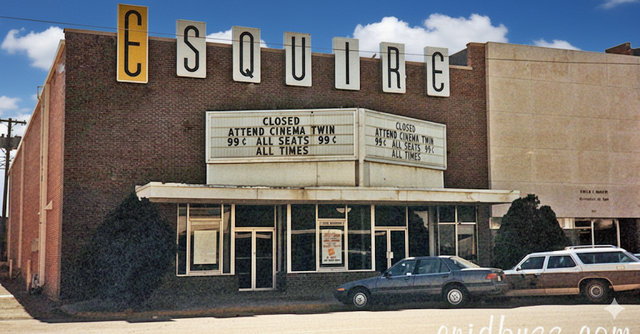 ESQUIRE
CLOSED
ATTEND CINEMA TWIN
99¢ ALL SEATS 99¢
ALL TIMES
CLOSED
ATTEND CINEMA TWIN
99¢ ALL SEATS 99¢
ALL TIMES
enidbuzz.com